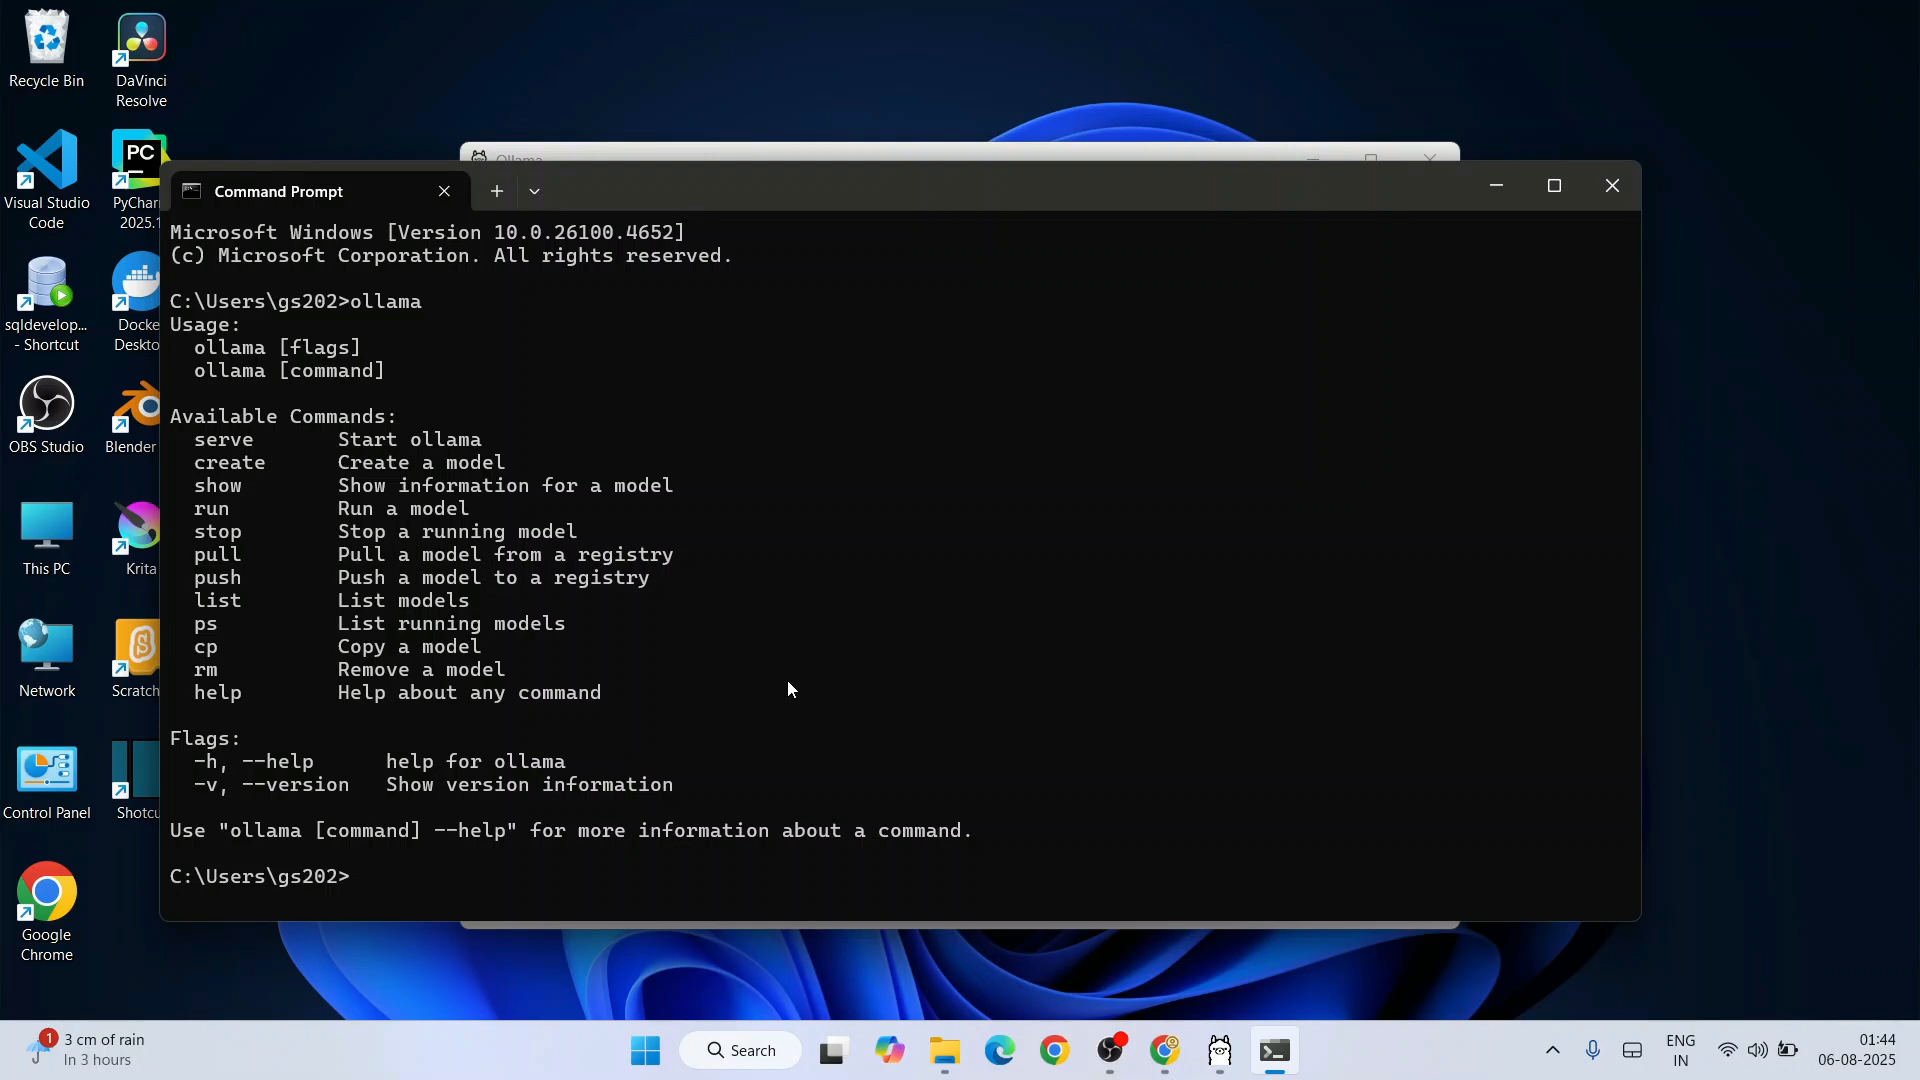 Recycle Bin
DaVinci
Resolve
Visual Studio
Code
PC
PyChar
2025.1
sqldevelop...
- Shortcut
Docke
Deskto
OBS Studio
Blender
This PC
Krita
Network
Scratch
Control Panel
Shotcu
Google
Chrome
Ollama
Command Prompt
Microsoft Windows [Version 10.0.26100.4652]
(c) Microsoft Corporation. All rights reserved.
C:\Users\gs202>ollama
Usage:
ollama [flags]
ollama [command]
Available Commands:
serve Start ollama
create Create a model
show Show information for a model
run Run a model
stop Stop a running model
pull Pull a model from a registry
push Push a model to a registry
list List models
ps List running models
cp Copy a model
rm Remove a model
help Help about any command
Flags:
-h, --help help for ollama
-v, --version Show version information
Use "ollama [command] --help" for more information about a command.
C:\Users\gs202>
1
3 cm of rain
In 3 hours
Search
ENG
IN
01:44
06-08-2025